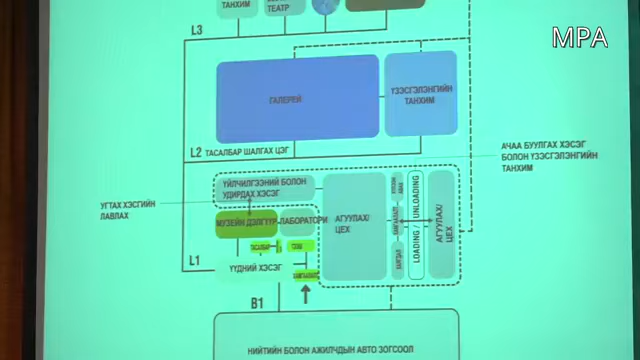 ТАНХИМ
ТЕАТР
MPA
L3
ГАЛЕРЕЙ
ҮЗЭСГЭЛЭНГИЙН
ТАНХИМ
L2
ТАСАЛБАР ШАЛГАХ ЦЭГ
АЧАА БУУЛГАХ ХЭСЭГ
БОЛОН ҮЗЭСГЭЛЭНГИЙН
ТАНХИМ
ҮЙЛЧИЛГЭЭНИЙ БОЛОН
УДИРДАХ ХЭСЭГ
УГТАХ ХЭСГИЙН
ЛАВЛАХ
МУЗЕЙН ДЭЛГҮҮР
ЛАБОРАТОРИ
АГУУЛАХ/
ЦЕХ
LOADING / UNLOADING
АГУУЛАХ/
ЦЕХ
ТАСАЛБАР
L1
ҮҮДНИЙ ХЭСЭГ
B1
НИЙТИЙН БОЛОН АЖИЛЧДЫН АВТО ЗОГСООЛ